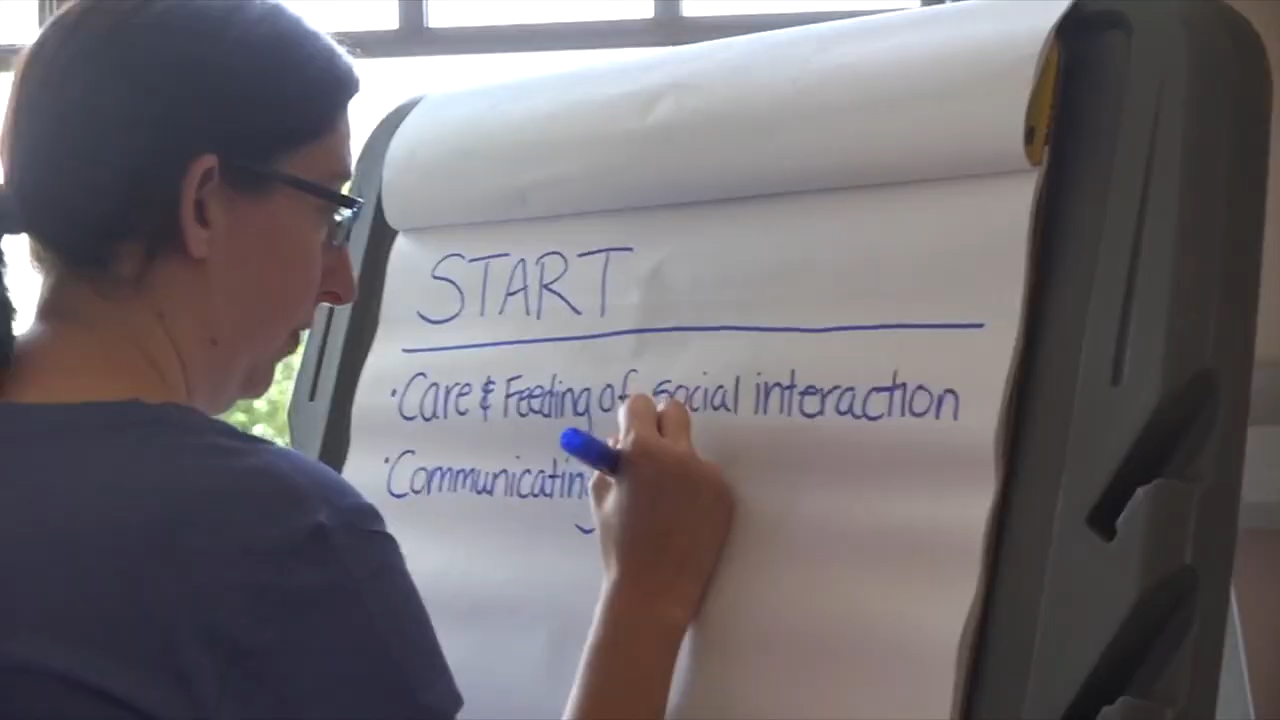 START
·Care & Feeding of social interaction
·Communicating